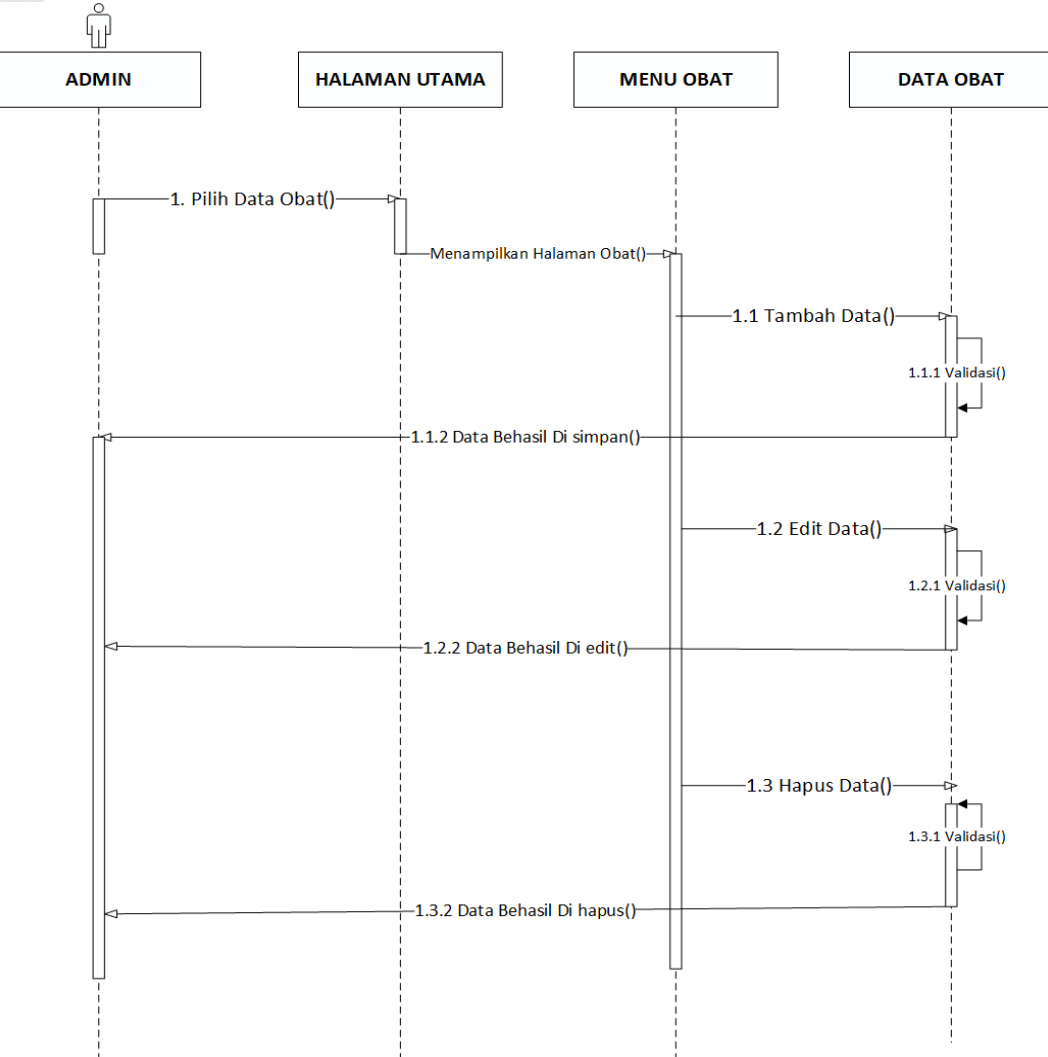 ADMIN
HALAMAN UTAMA
MENU OBAT
DATA OBAT
1. Pilih Data Obat()
Menampilkan Halaman Obat()
1.1 Tambah Data()
1.1.1 Validasi()
1.1.2 Data Behasil Di simpan()
1.2 Edit Data()
1.2.1 Validasi()
1.2.2 Data Behasil Di edit()
1.3 Hapus Data()
1.3.1 Validasi()
1.3.2 Data Behasil Di hapus()